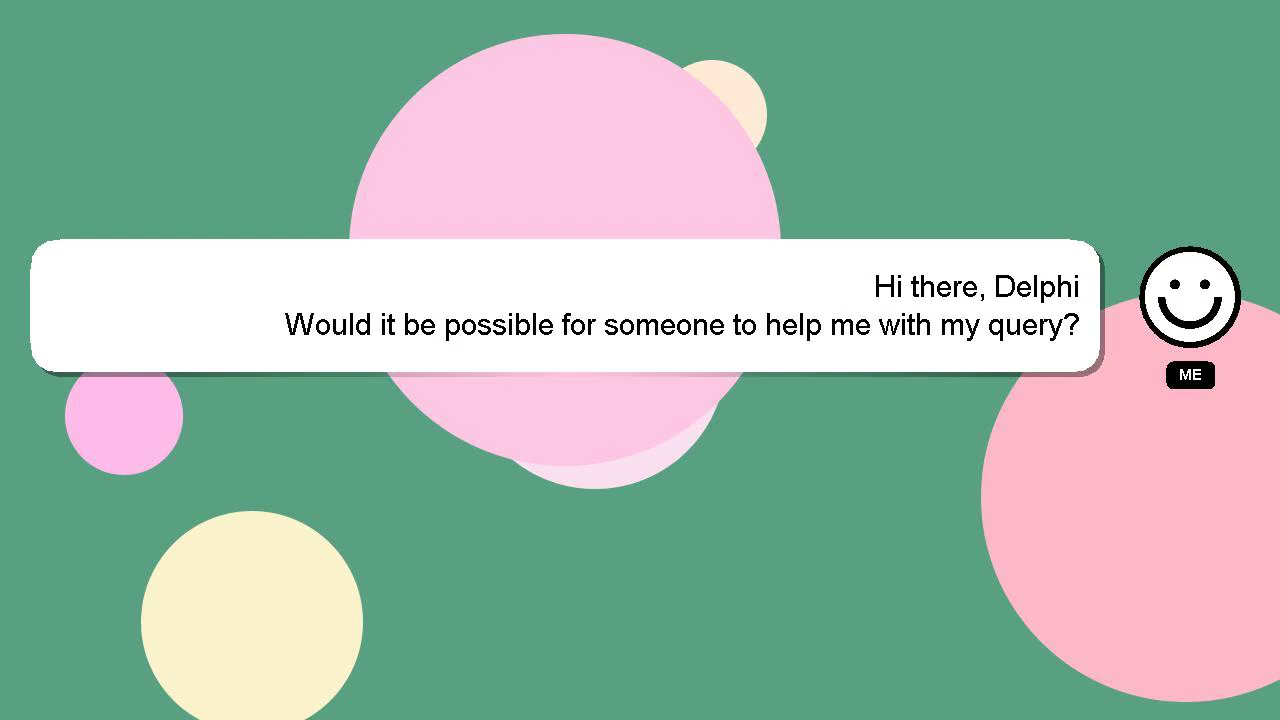 Hi there, Delphi
Would it be possible for someone to help me with my query?
ME